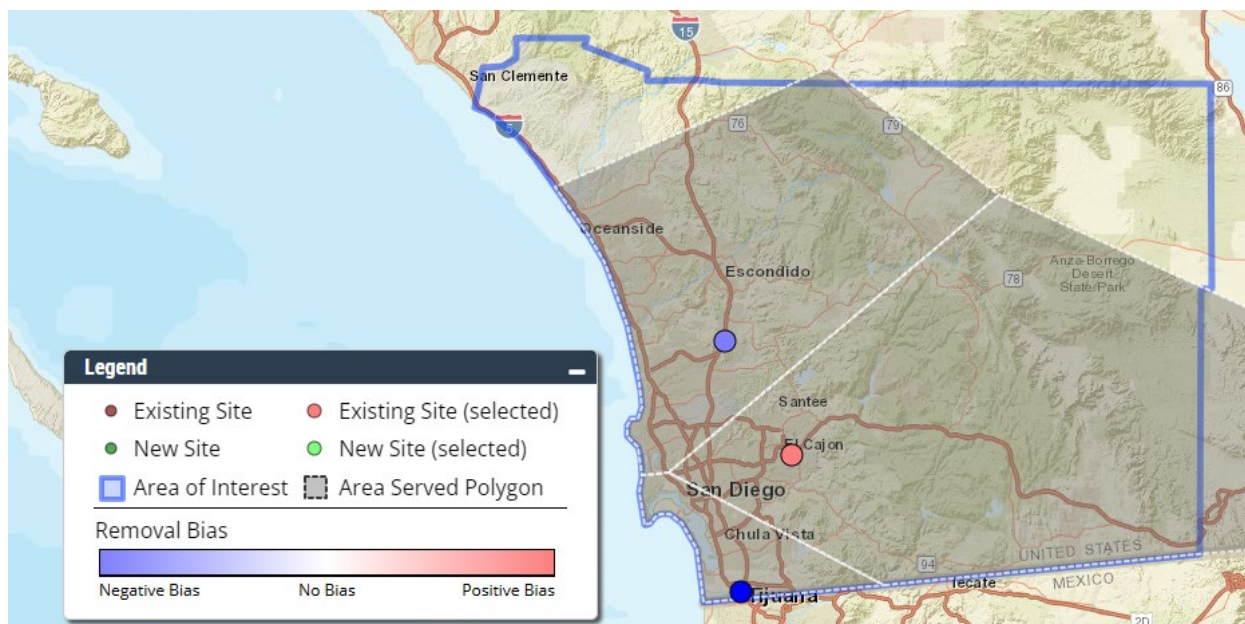 15
San Clemente
86
5
76
79
Oceanside
Escondido
Anza-Borrego
Desert
State Park
78
Legend
Existing Site
Existing Site (selected)
Santee
New Site
New Site (selected)
El Cajon
Area of Interest
Area Served Polygon
San Diego
Removal Bias
Chula Vista
UNITED STATES
94
MEXICO
Negative Bias
No Bias
Positive Bias
Tijuana
Tecate
2D